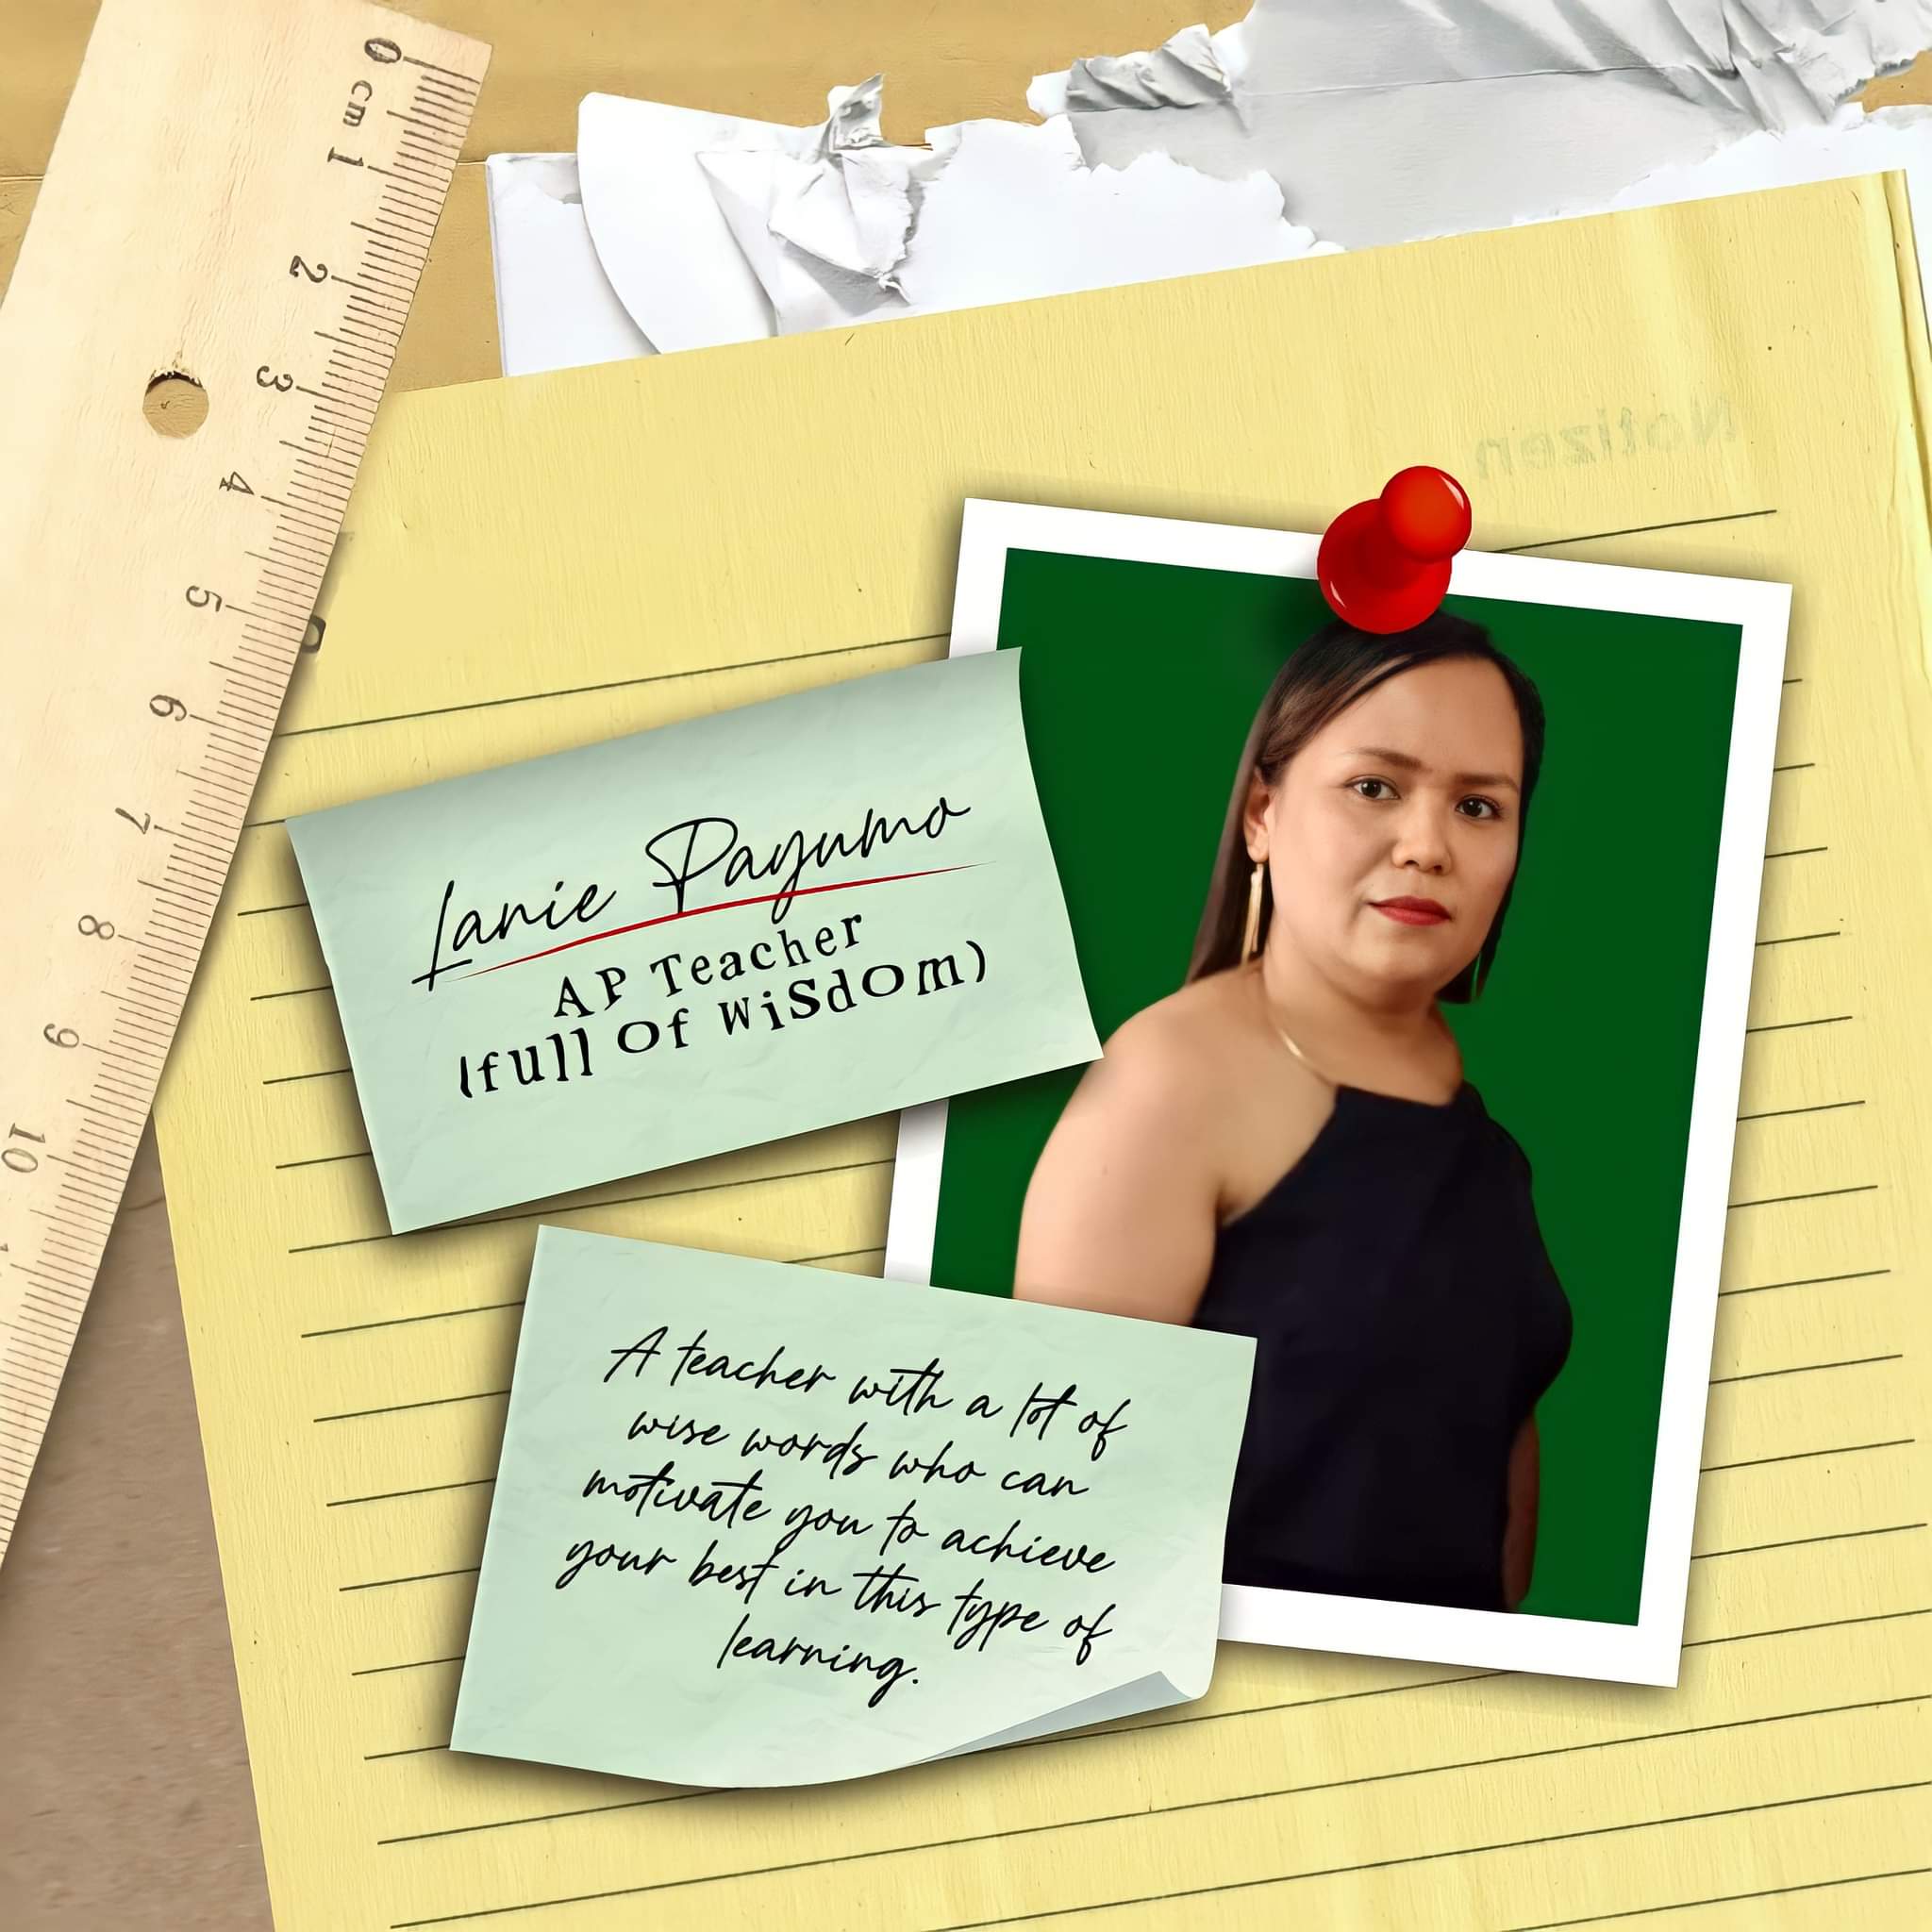 0
cm
1
2
3
4
5
6
7
8
9
10
Notizen
Lanie Payumo
AP Teacher
(full Of WiSdOm)
A teacher with a lot of
wise words who can
motivate you to achieve
your best in this type of
learning.